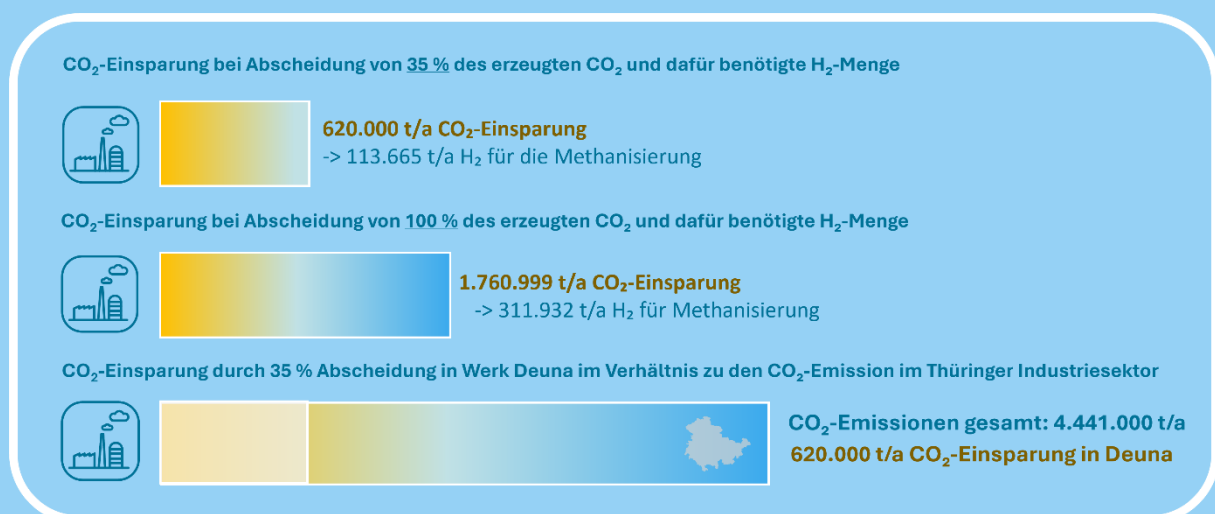 CO₂-Einsparung bei Abscheidung von 35 % des erzeugten CO₂ und dafür benötigte H₂-Menge
620.000 t/a CO₂-Einsparung
-> 113.665 t/a H₂ für die Methanisierung
CO₂-Einsparung bei Abscheidung von 100 % des erzeugten CO₂ und dafür benötigte H₂-Menge
1.760.999 t/a CO₂-Einsparung
-> 311.932 t/a H₂ für Methanisierung
CO₂-Einsparung durch 35 % Abscheidung in Werk Deuna im Verhältnis zu den CO₂-Emission im Thüringer Industriesektor
CO₂-Emissionen gesamt: 4.441.000 t/a
620.000 t/a CO₂-Einsparung in Deuna